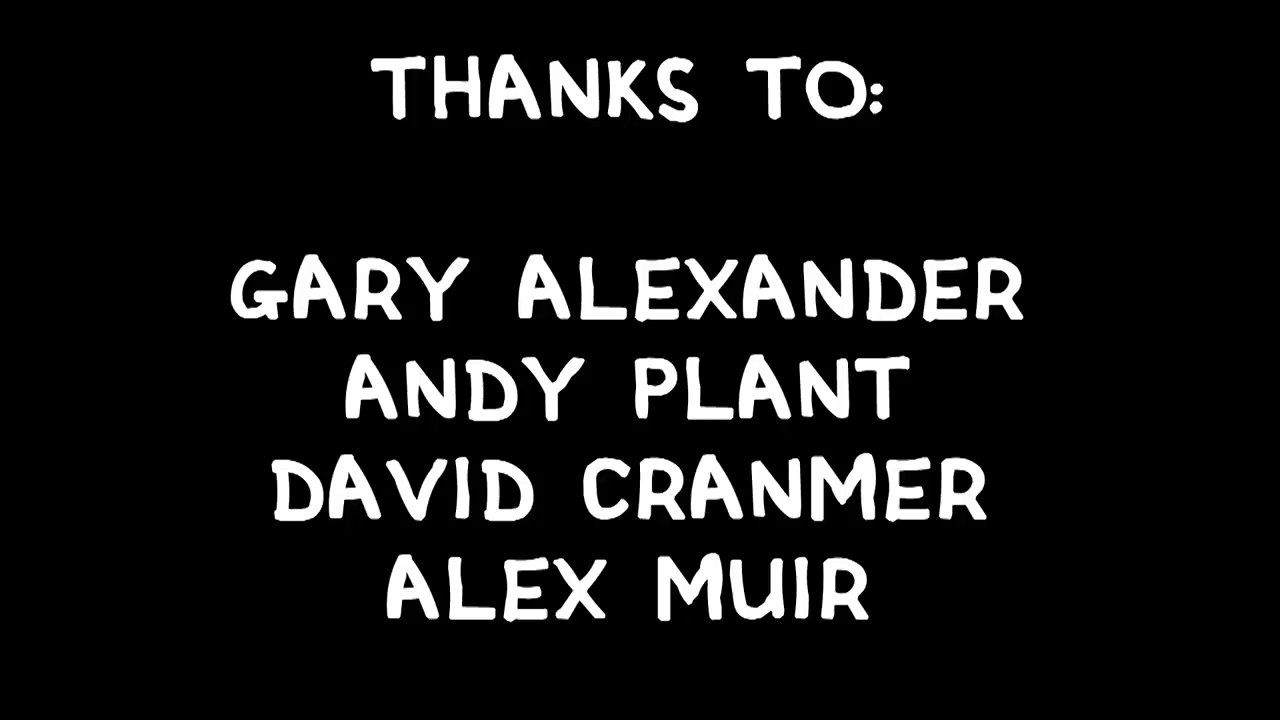 THANKS TO:
GARY ALEXANDER
ANDY PLANT
DAVID CRANMER
ALEX MUIR